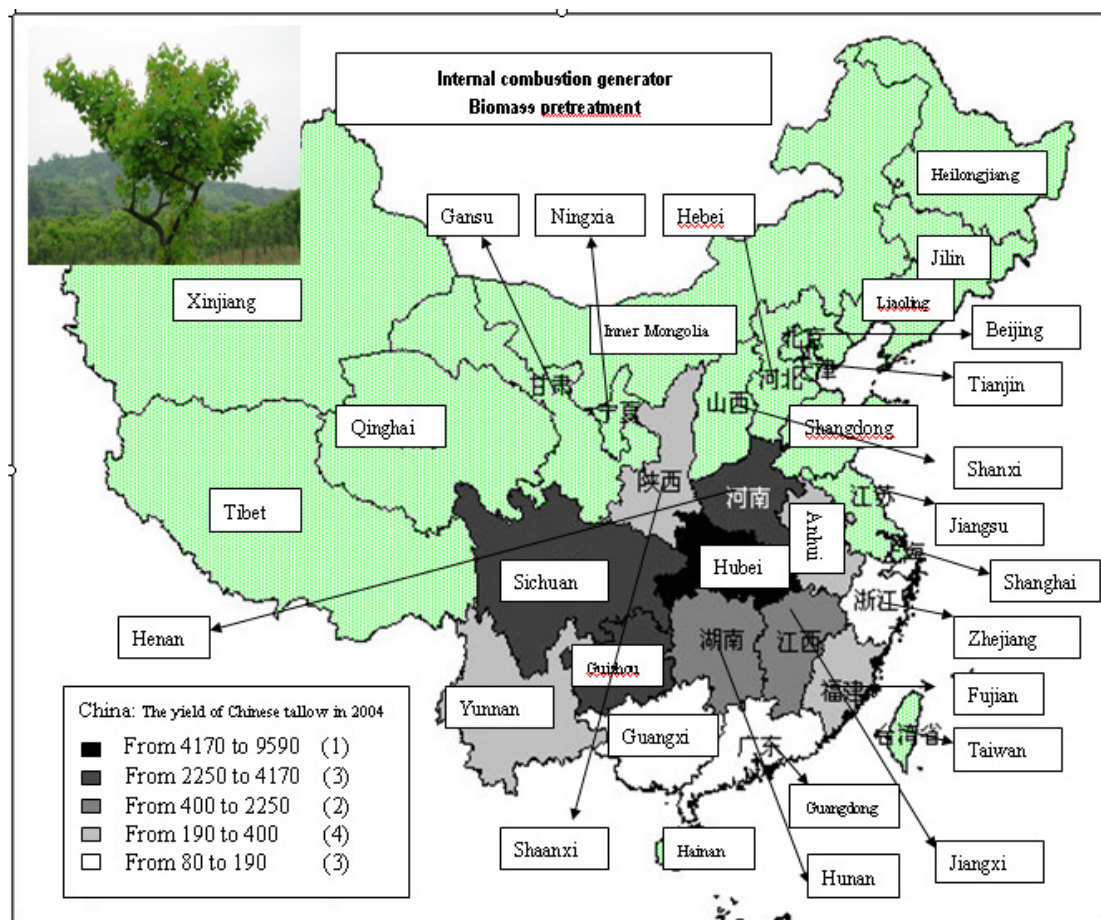 Internal combustion generator
Biomass pretreatment
Heilongjiang
Gansu
Ningxia
Hebei
Jilin
Xinjiang
Liaoling
Inner Mongolia
Beijing
北京
天津
河北
甘肃
Tianjin
宁夏
山西
Qinghai
Shangdong
Shanxi
陕西
河南
江苏
Tibet
Anhui
Jiangsu
Hubei
海
Sichuan
Shanghai
浙江
Henan
湖南
江西
Zhejiang
Guizhou
Yunnan
福津
Fujian
Guangxi
广东
台湾省
Taiwan
China: The yield of Chinese tallow in 2004
From 4170 to 9590 (1)
From 2250 to 4170 (3)
From 400 to 2250 (2)
From 190 to 400 (4)
From 80 to 190 (3)
Guangdong
Shaanxi
Hainan
Hunan
Jiangxi